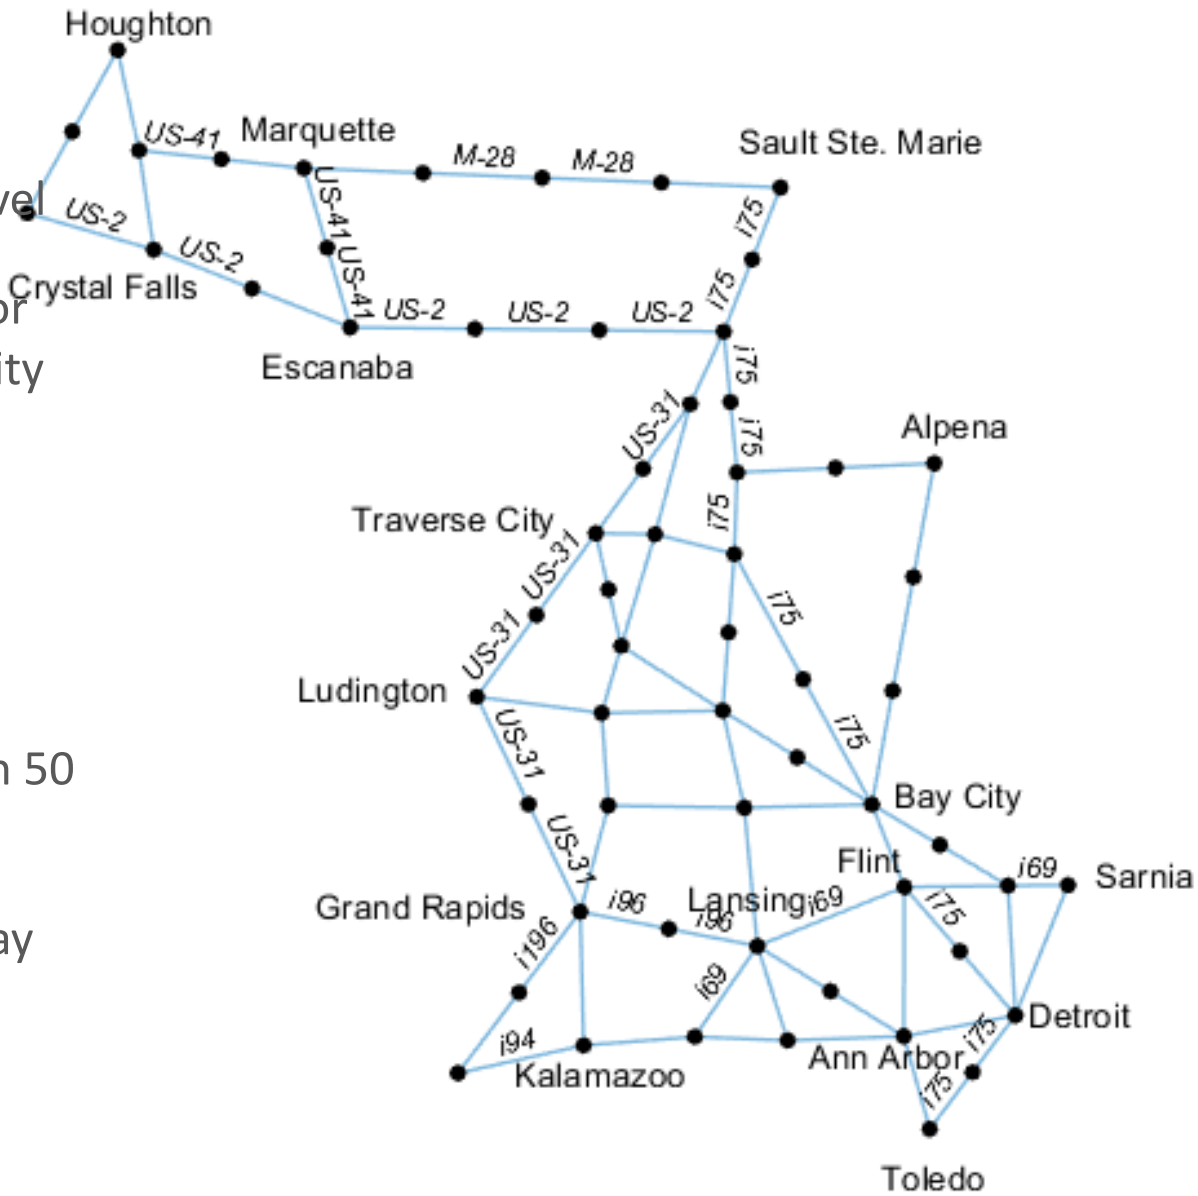 Houghton
US-41
Marquette
M-28
M-28
Sault Ste. Marie
i75
US-41
US-2
US-2
US-41
i75
Crystal Falls
US-2
US-2
US-2
Escanaba
ity
i75
US-31
i75
Alpena
Traverse City
i75
US-31
i75
US-31
Ludington
US-31
i75
50
Bay City
US-31
Flint
i69
Sarnia
Grand Rapids
i96
Lansing
i96
i69
i75
ay
i196
i69
Detroit
i94
i75
Kalamazoo
Ann Arbor
i75
Toledo